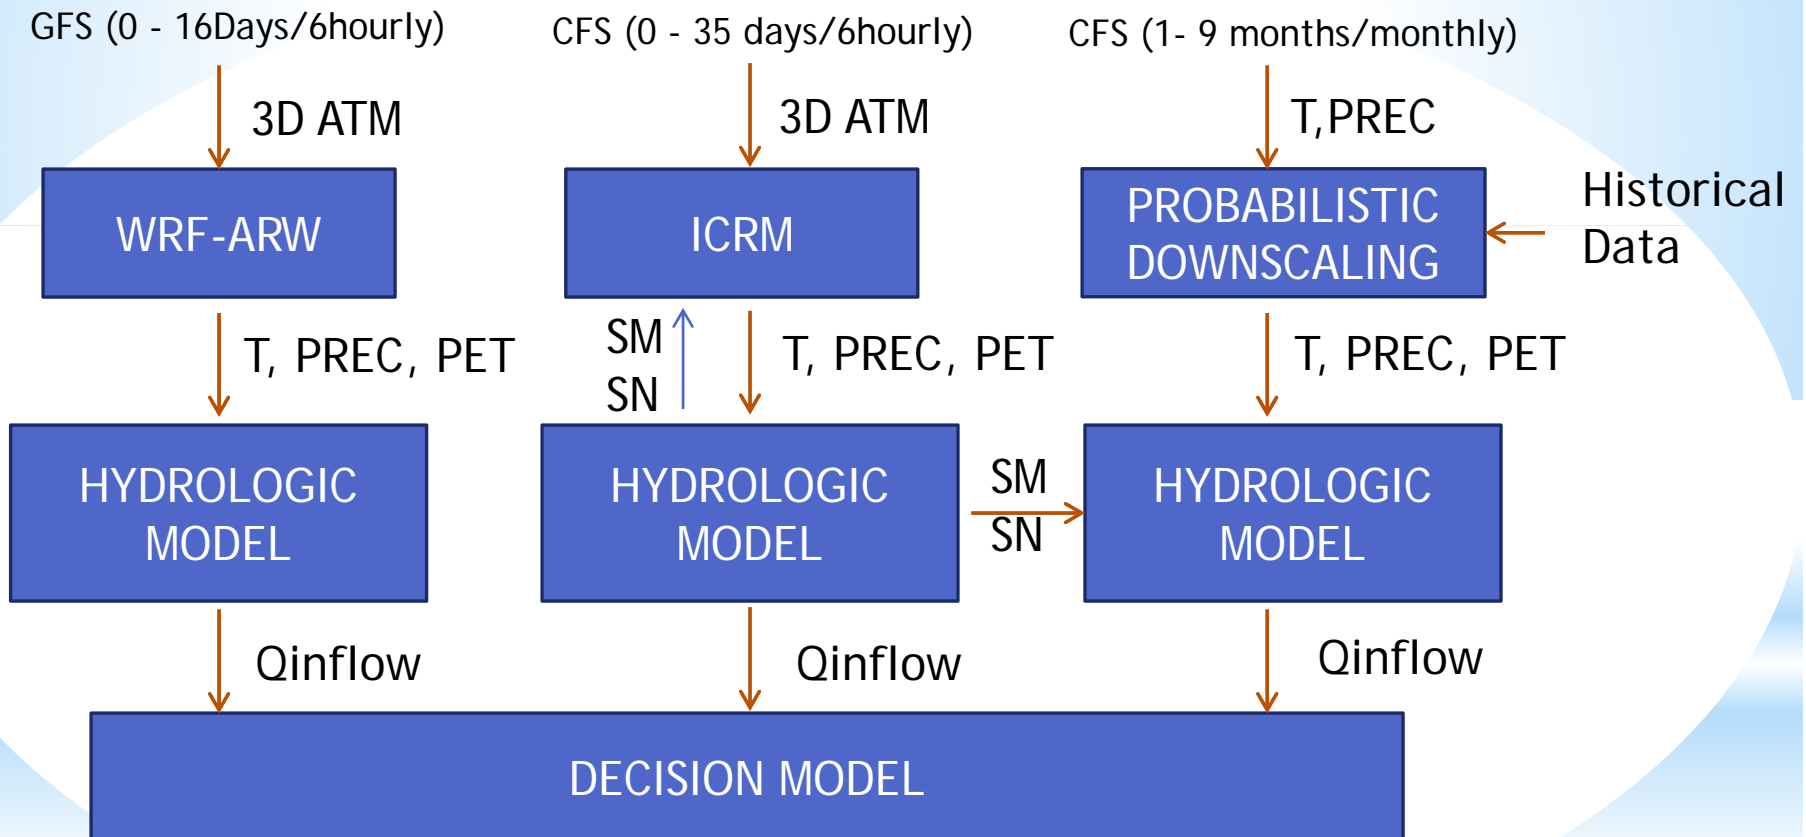 GFS (0 - 16Days/6hourly)
CFS (0 - 35 days/6hourly)
CFS (1- 9 months/monthly)
3D ATM
3D ATM
T,PREC
WRF-ARW
ICRM
PROBABILISTIC
DOWNSCALING
Historical
Data
T, PREC, PET
SM
SN
T, PREC, PET
T, PREC, PET
HYDROLOGIC
MODEL
HYDROLOGIC
MODEL
SM
SN
HYDROLOGIC
MODEL
Qinflow
Qinflow
Qinflow
DECISION MODEL